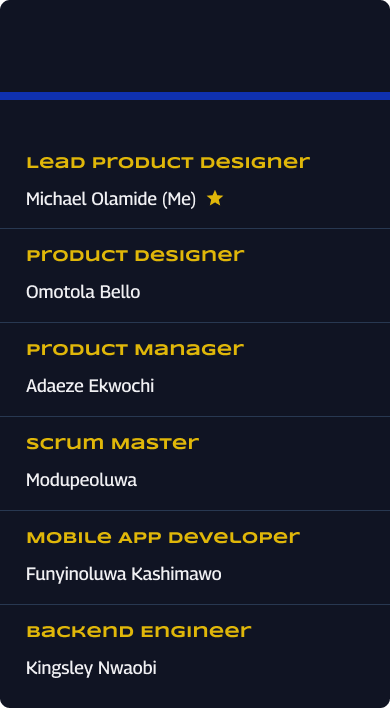 Lead Product Designer
Michael Olamide (Me)
Product Designer
Omotola Bello
Product Manager
Adaeze Ekwochi
Scrum Master
Modupeoluwa
Mobile App Developer
Funyinoluwa Kashimawo
Backend Engineer
Kingsley Nwaobi